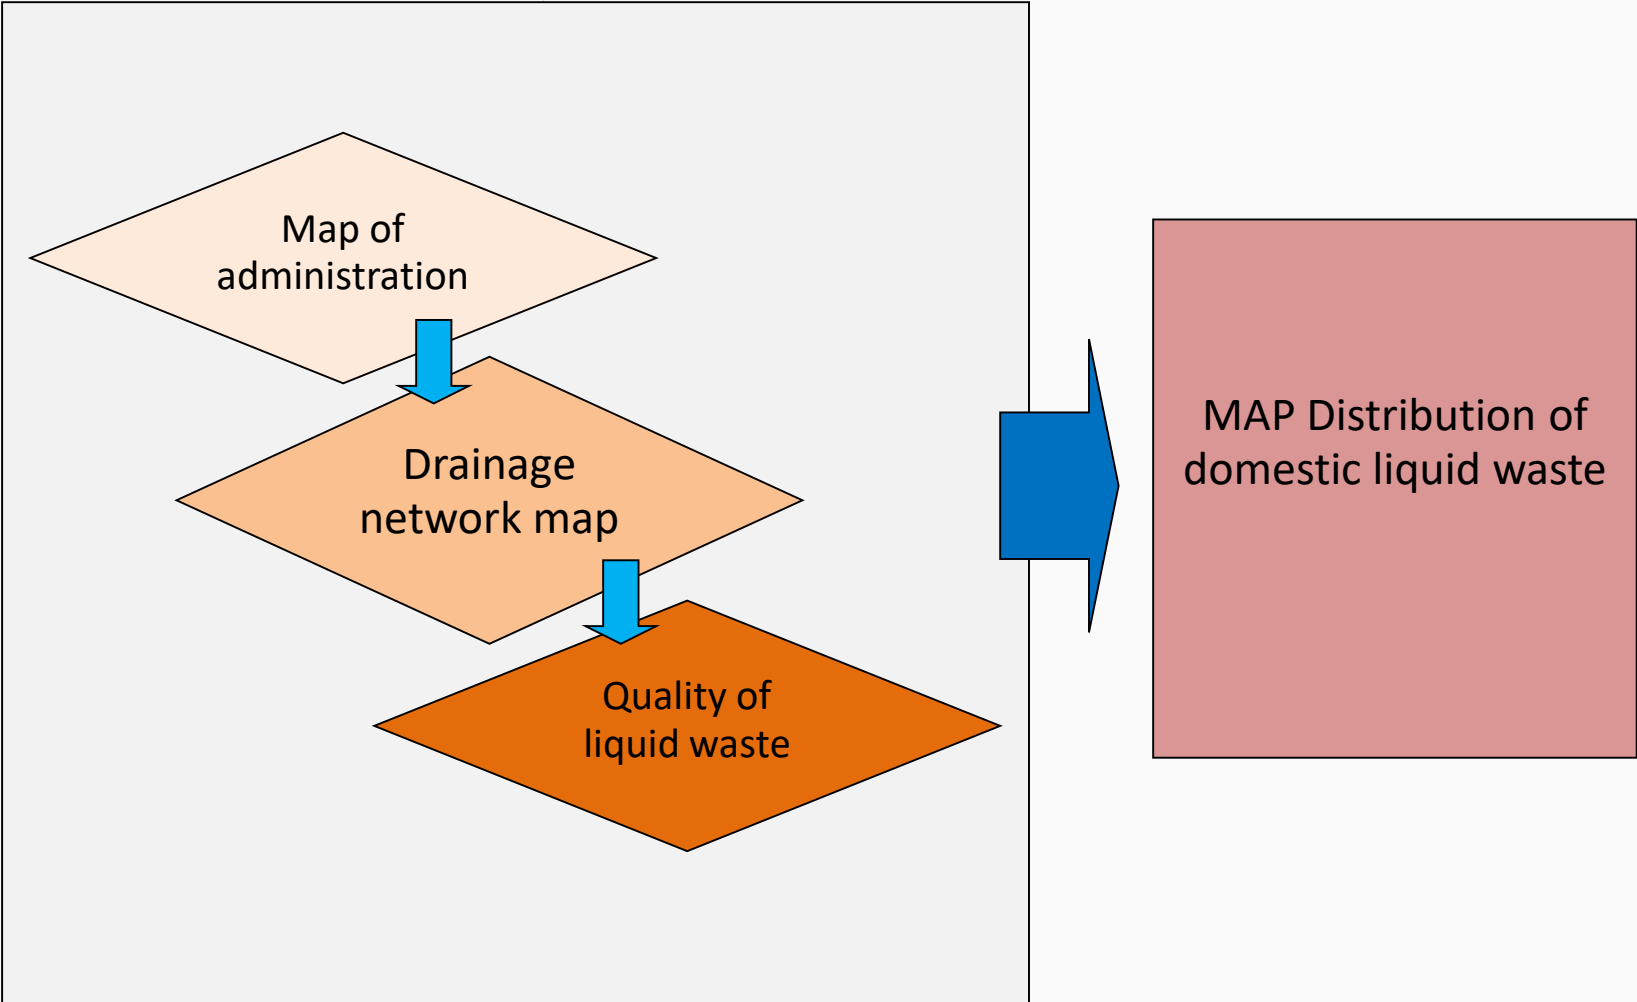 Map of
administration
Drainage
network map
Quality of
liquid waste
MAP Distribution of
domestic liquid waste